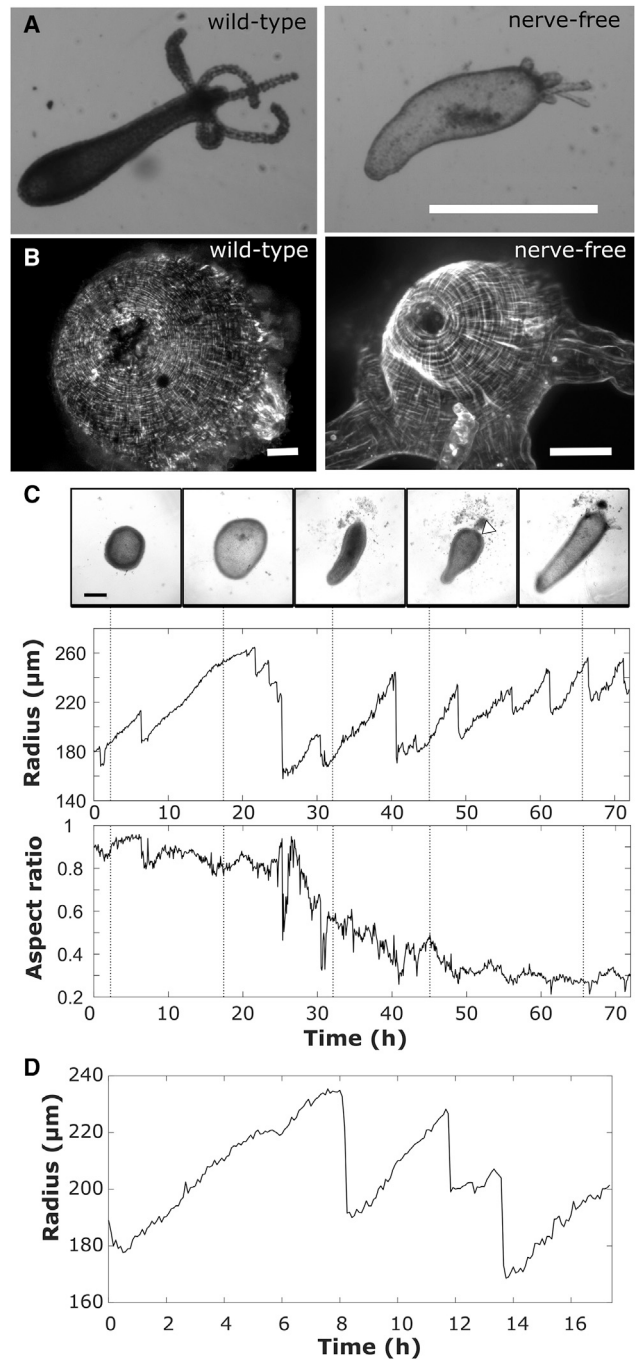 A
wild-type
nerve-free
B
wild-type
nerve-free
C
Radius (µm)
260
220
180
140
0 10 20 30 40 50 60 70
Aspect ratio
1
0.8
0.6
0.4
0.2
0 10 20 30 40 50 60 70
Time (h)
D
Radius (µm)
240
220
200
180
160
0 2 4 6 8 10 12 14 16
Time (h)